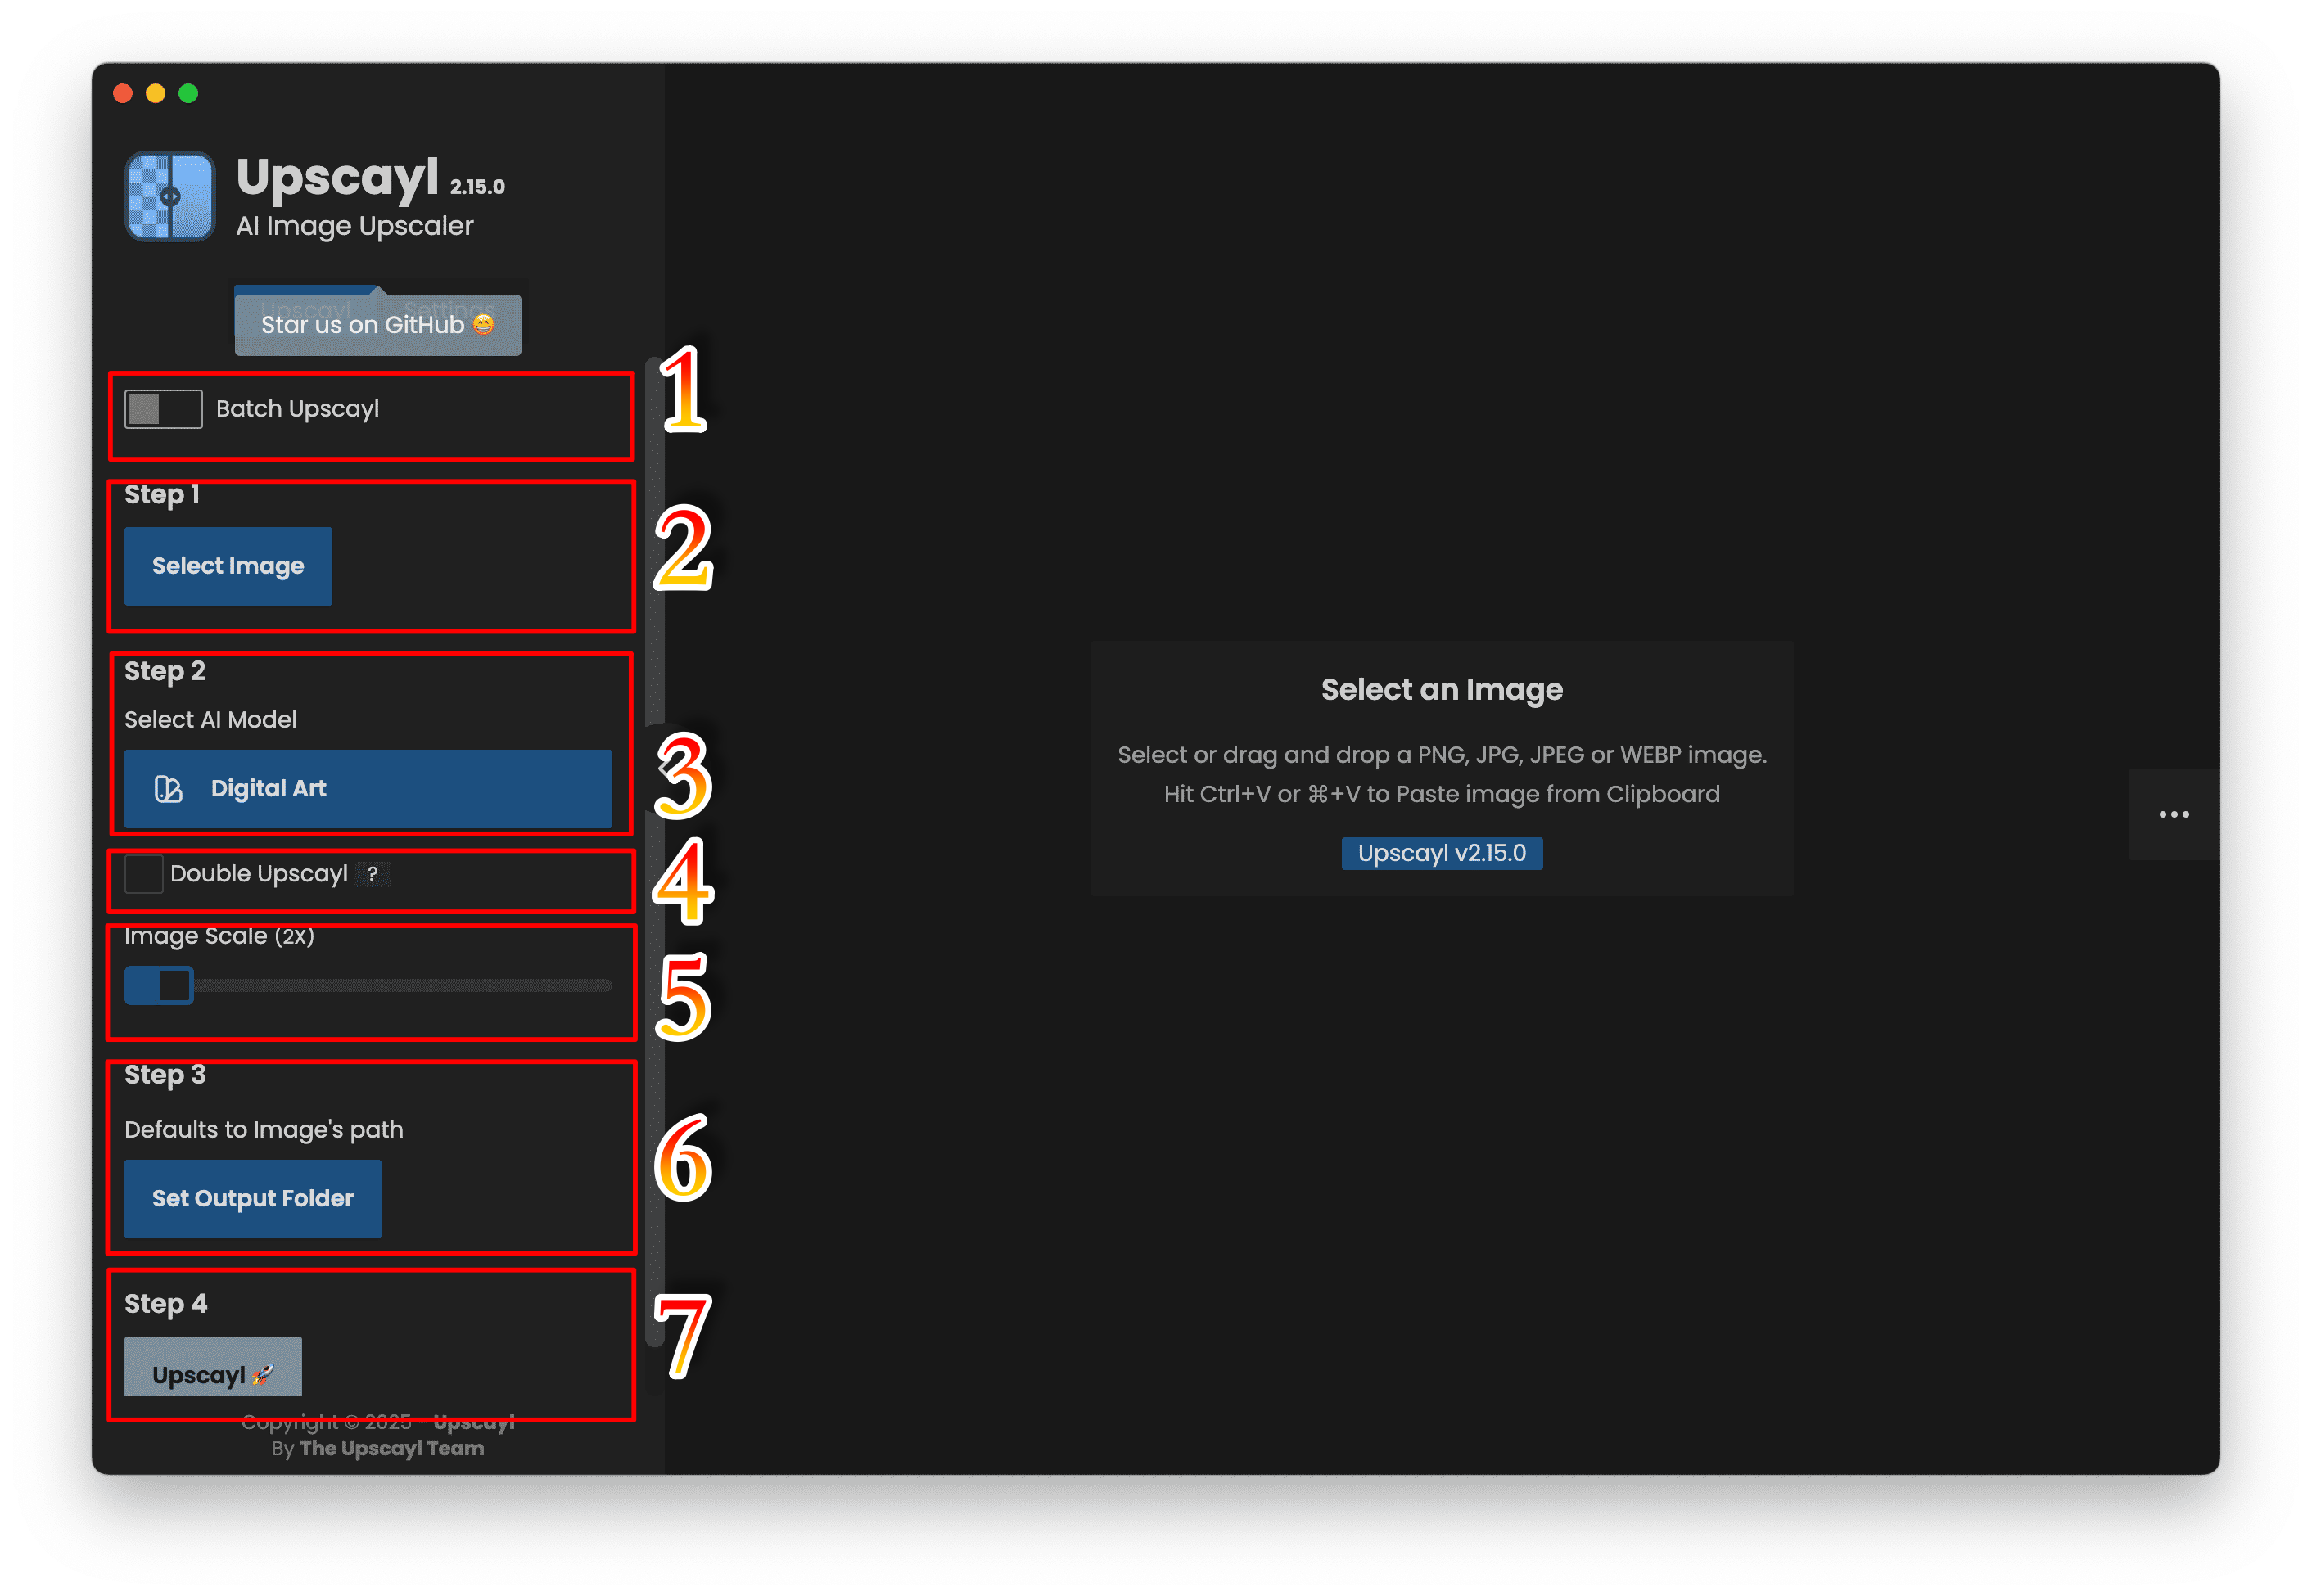 Upscayl 2.15.0
AI Image Upscaler
Upscayl Settings
Star us on GitHub 😁
1
Batch Upscayl
Step 1
2
Select Image
Step 2
Select AI Model
3
Digital Art
4
Double Upscayl ?
Image Scale (2X)
5
Step 3
Defaults to Image's path
6
Set Output Folder
Step 4
7
Upscayl 🚀
Copyright © 2025 - Upscayl
By The Upscayl Team
Select an Image
Select or drag and drop a PNG, JPG, JPEG or WEBP image.
Hit Ctrl+V or ⌘+V to Paste image from Clipboard
Upscayl v2.15.0